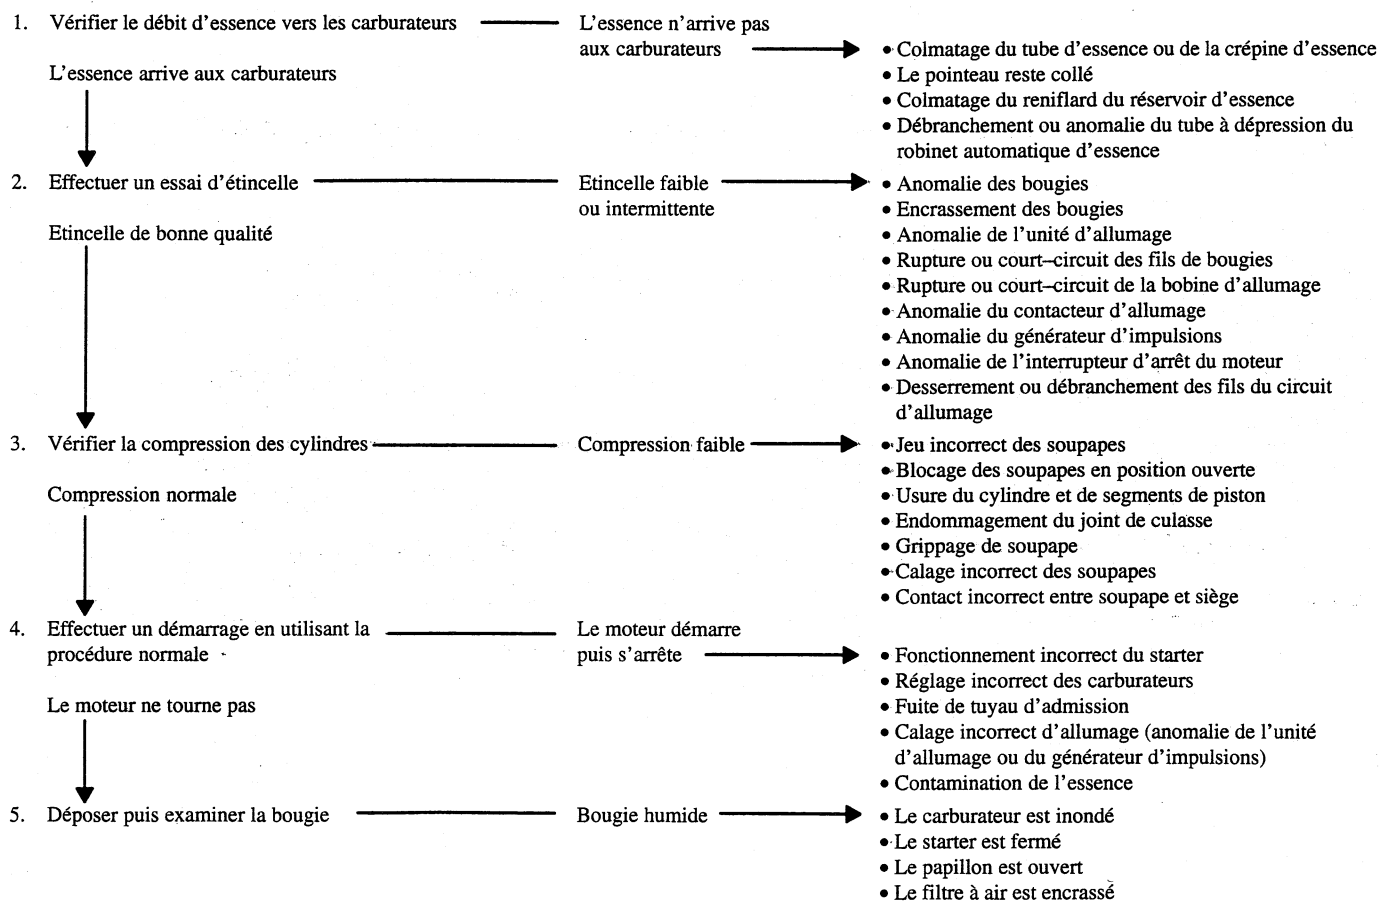 1. Vérifier le débit d'essence vers les carburateurs
L'essence n'arrive pas
aux carburateurs
• Colmatage du tube d'essence ou de la crépine d'essence
• Le pointeau reste collé
• Colmatage du reniflard du réservoir d'essence
• Débranchement ou anomalie du tube à dépression du
robinet automatique d'essence
L'essence arrive aux carburateurs
2. Effectuer un essai d'étincelle
Etincelle faible
ou intermittente
• Anomalie des bougies
• Encrassement des bougies
• Anomalie de l'unité d'allumage
• Rupture ou court–circuit des fils de bougies
• Rupture ou court–circuit de la bobine d'allumage
• Anomalie du contacteur d'allumage
• Anomalie du générateur d'impulsions
• Anomalie de l'interrupteur d'arrêt du moteur
• Desserrement ou débranchement des fils du circuit
d'allumage
Etincelle de bonne qualité
3. Vérifier la compression des cylindres
Compression faible
• Jeu incorrect des soupapes
• Blocage des soupapes en position ouverte
• Usure du cylindre et de segments de piston
• Endommagement du joint de culasse
• Grippage de soupape
• Calage incorrect des soupapes
• Contact incorrect entre soupape et siège
Compression normale
4. Effectuer un démarrage en utilisant la
procédure normale
Le moteur démarre
puis s'arrête
• Fonctionnement incorrect du starter
• Réglage incorrect des carburateurs
• Fuite de tuyau d'admission
• Calage incorrect d'allumage (anomalie de l'unité
d'allumage ou du générateur d'impulsions)
• Contamination de l'essence
Le moteur ne tourne pas
5. Déposer puis examiner la bougie
Bougie humide
• Le carburateur est inondé
• Le starter est fermé
• Le papillon est ouvert
• Le filtre à air est encrassé